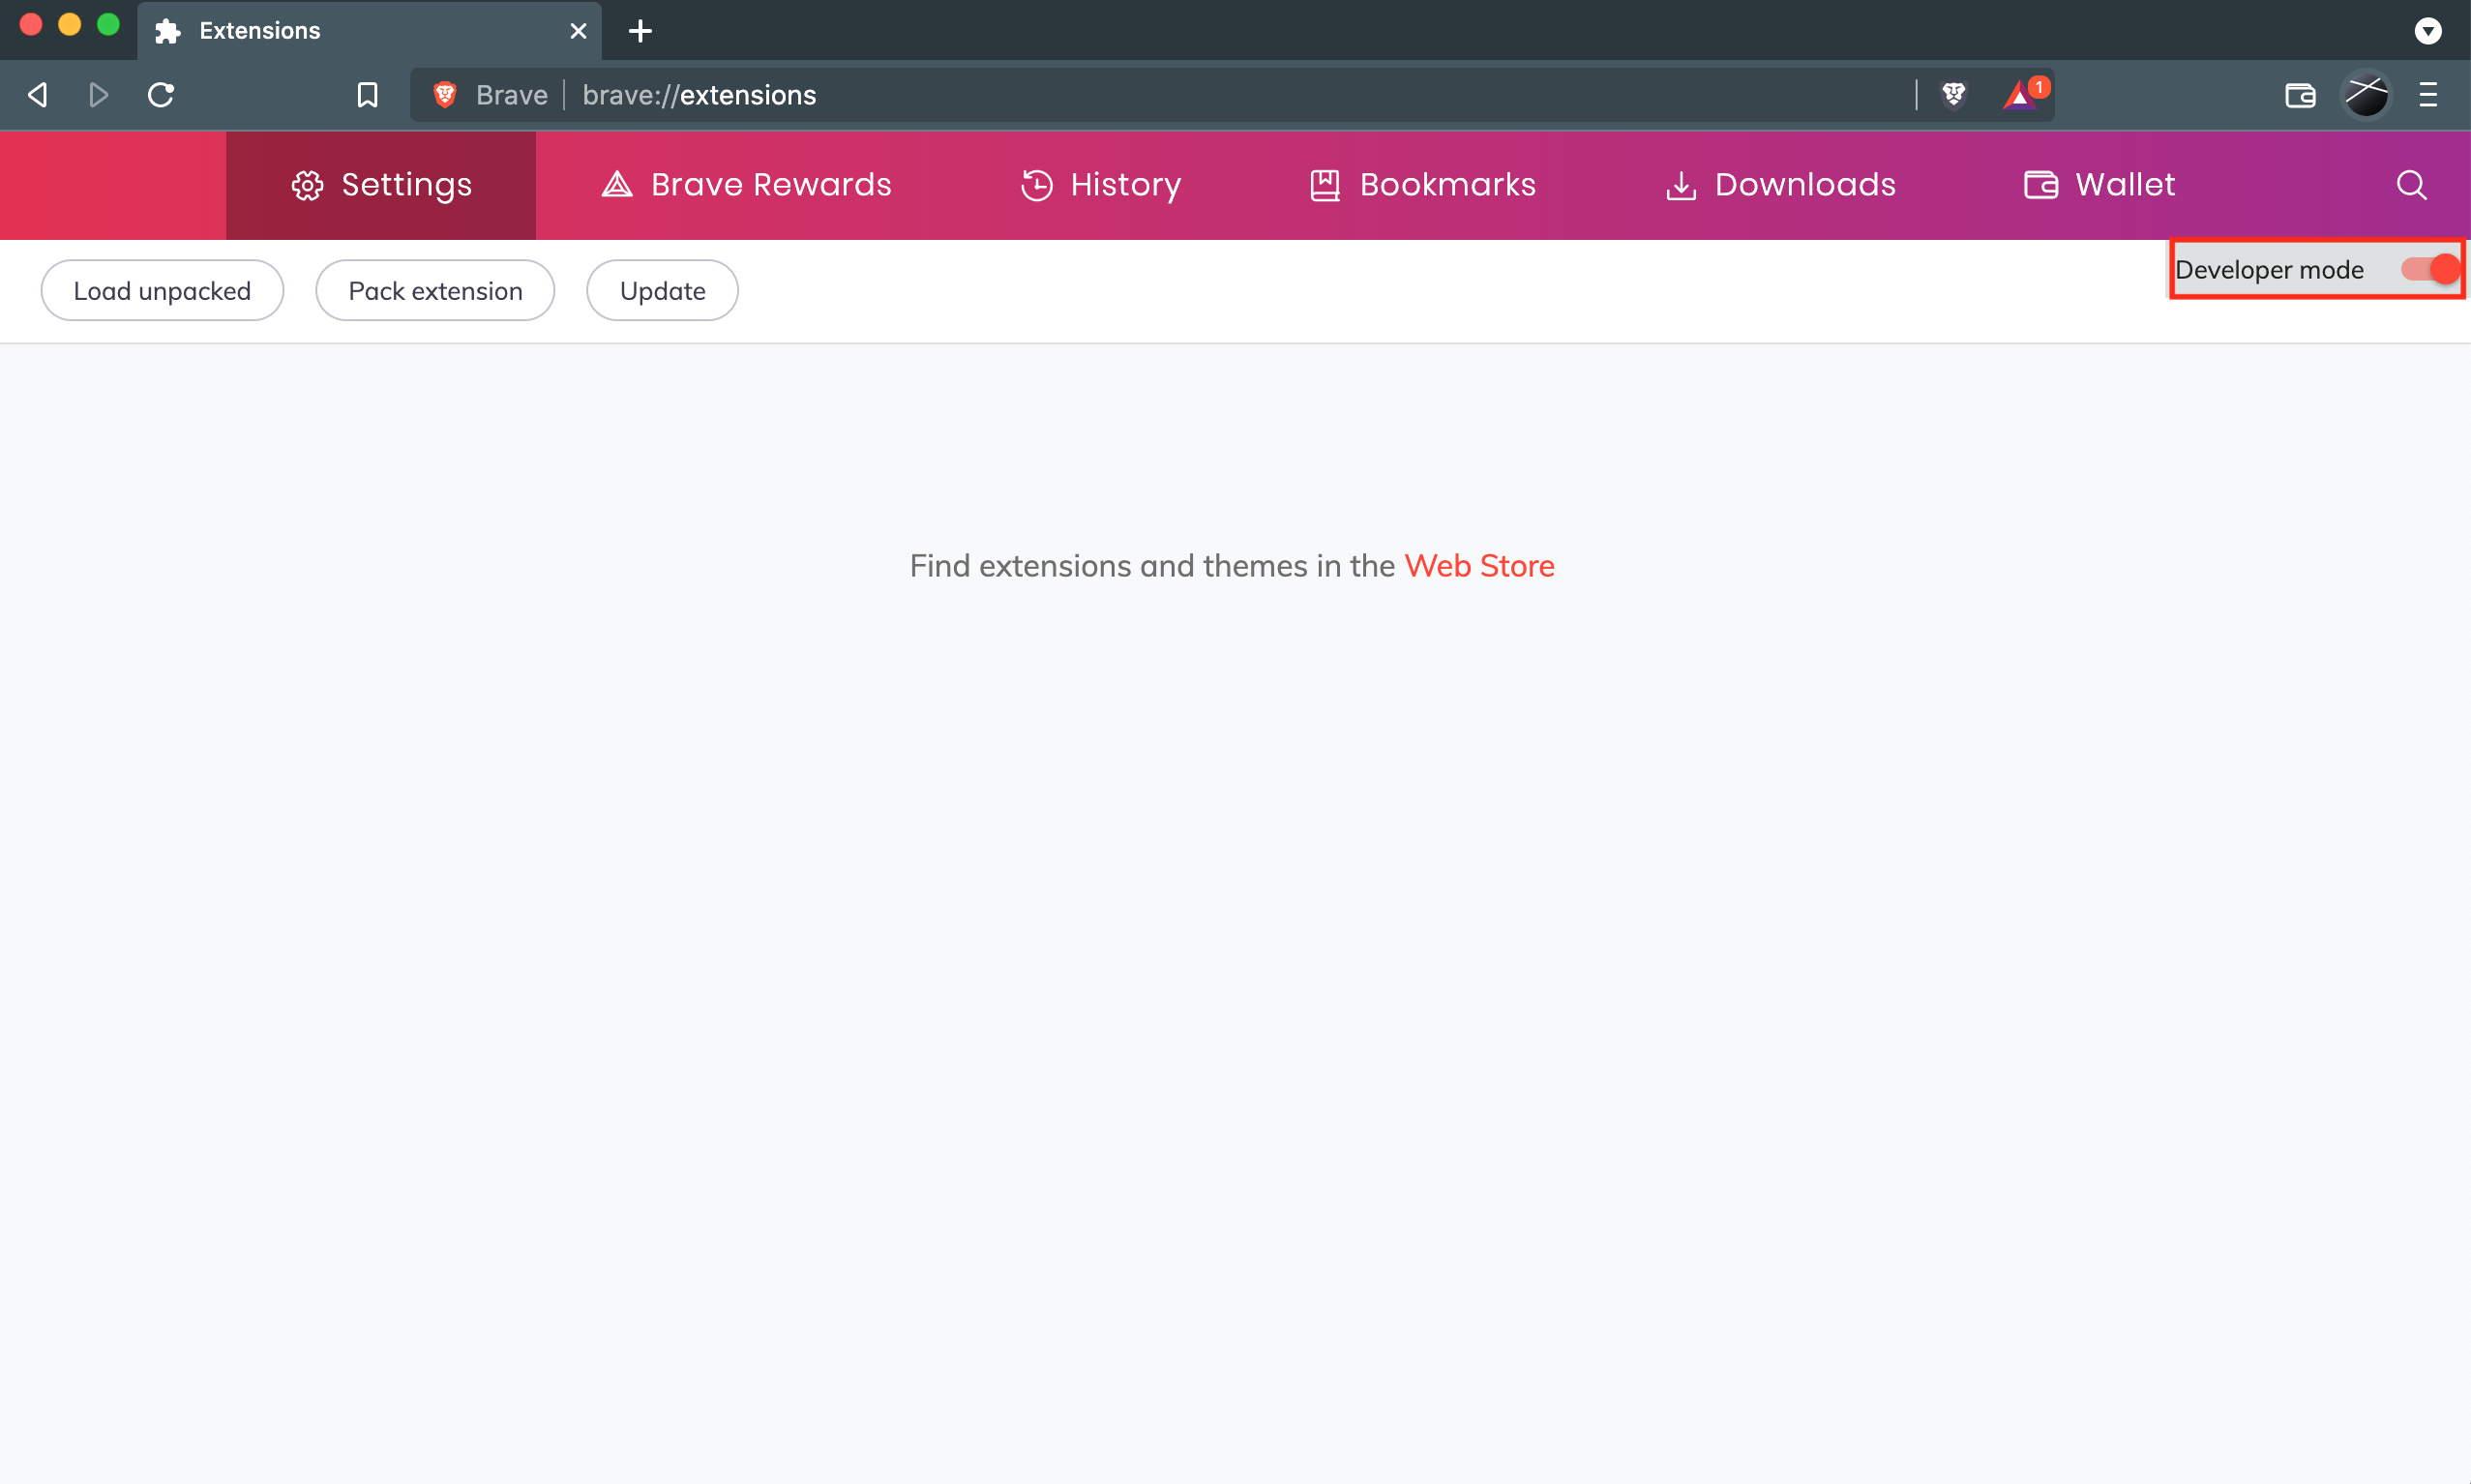 Extensions
Brave brave://extensions 1
Settings Brave Rewards History Bookmarks Downloads Wallet
Developer mode
Load unpacked Pack extension Update
Find extensions and themes in the Web Store